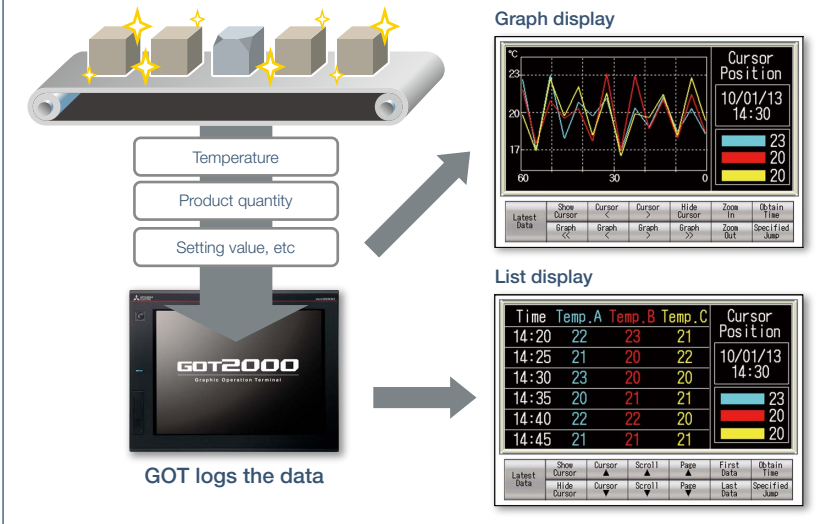 Temperature
Product quantity
Setting value, etc
GOT2000
Graphic Operation Terminal
GOT logs the data
Graph display
°C
23
20
17
60
30
0
Cursor
Position
10/01/13
14:30
23
20
20
Latest
Data
Show
Cursor
Cursor
<
Cursor
>
Hide
Cursor
Zoom
In
Obtain
Time
Graph
<<
Graph
<
Graph
>
Graph
>>
Zoom
Out
Specified
Jump
List display
Time Temp.A Temp.B Temp.C
14:20 22 23 21
14:25 21 20 22
14:30 23 20 20
14:35 20 21 21
14:40 22 22 20
14:45 21 21 21
Cursor
Position
10/01/13
14:30
23
20
20
Latest
Data
Show
Cursor
Cursor
▲
Scroll
▲
Page
▲
First
Data
Obtain
Time
Hide
Cursor
Cursor
▼
Scroll
▼
Page
▼
Last
Data
Specified
Jump